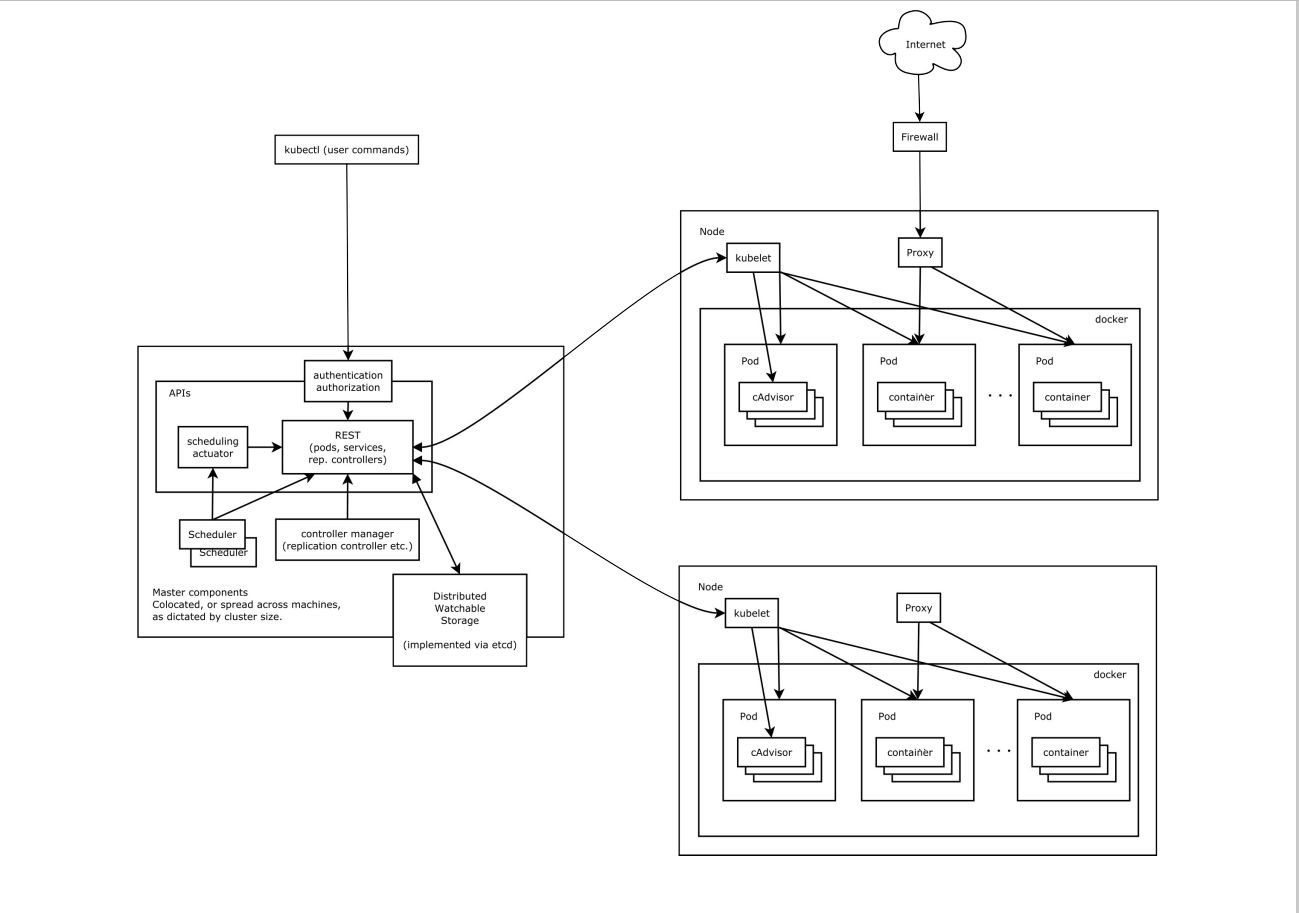 Internet
Firewall
kubectl (user commands)
Node
kubelet
Proxy
docker
Pod
cAdvisor
Pod
container
. . .
Pod
container
authentication
authorization
APIs
scheduling
actuator
REST
(pods, services,
rep. controllers)
Scheduler
Scheduler
controller manager
(replication controller etc.)
Master components
Colocated, or spread across machines,
as dictated by cluster size.
Distributed
Watchable
Storage
(implemented via etcd)
Node
kubelet
Proxy
docker
Pod
cAdvisor
Pod
container
. . .
Pod
container